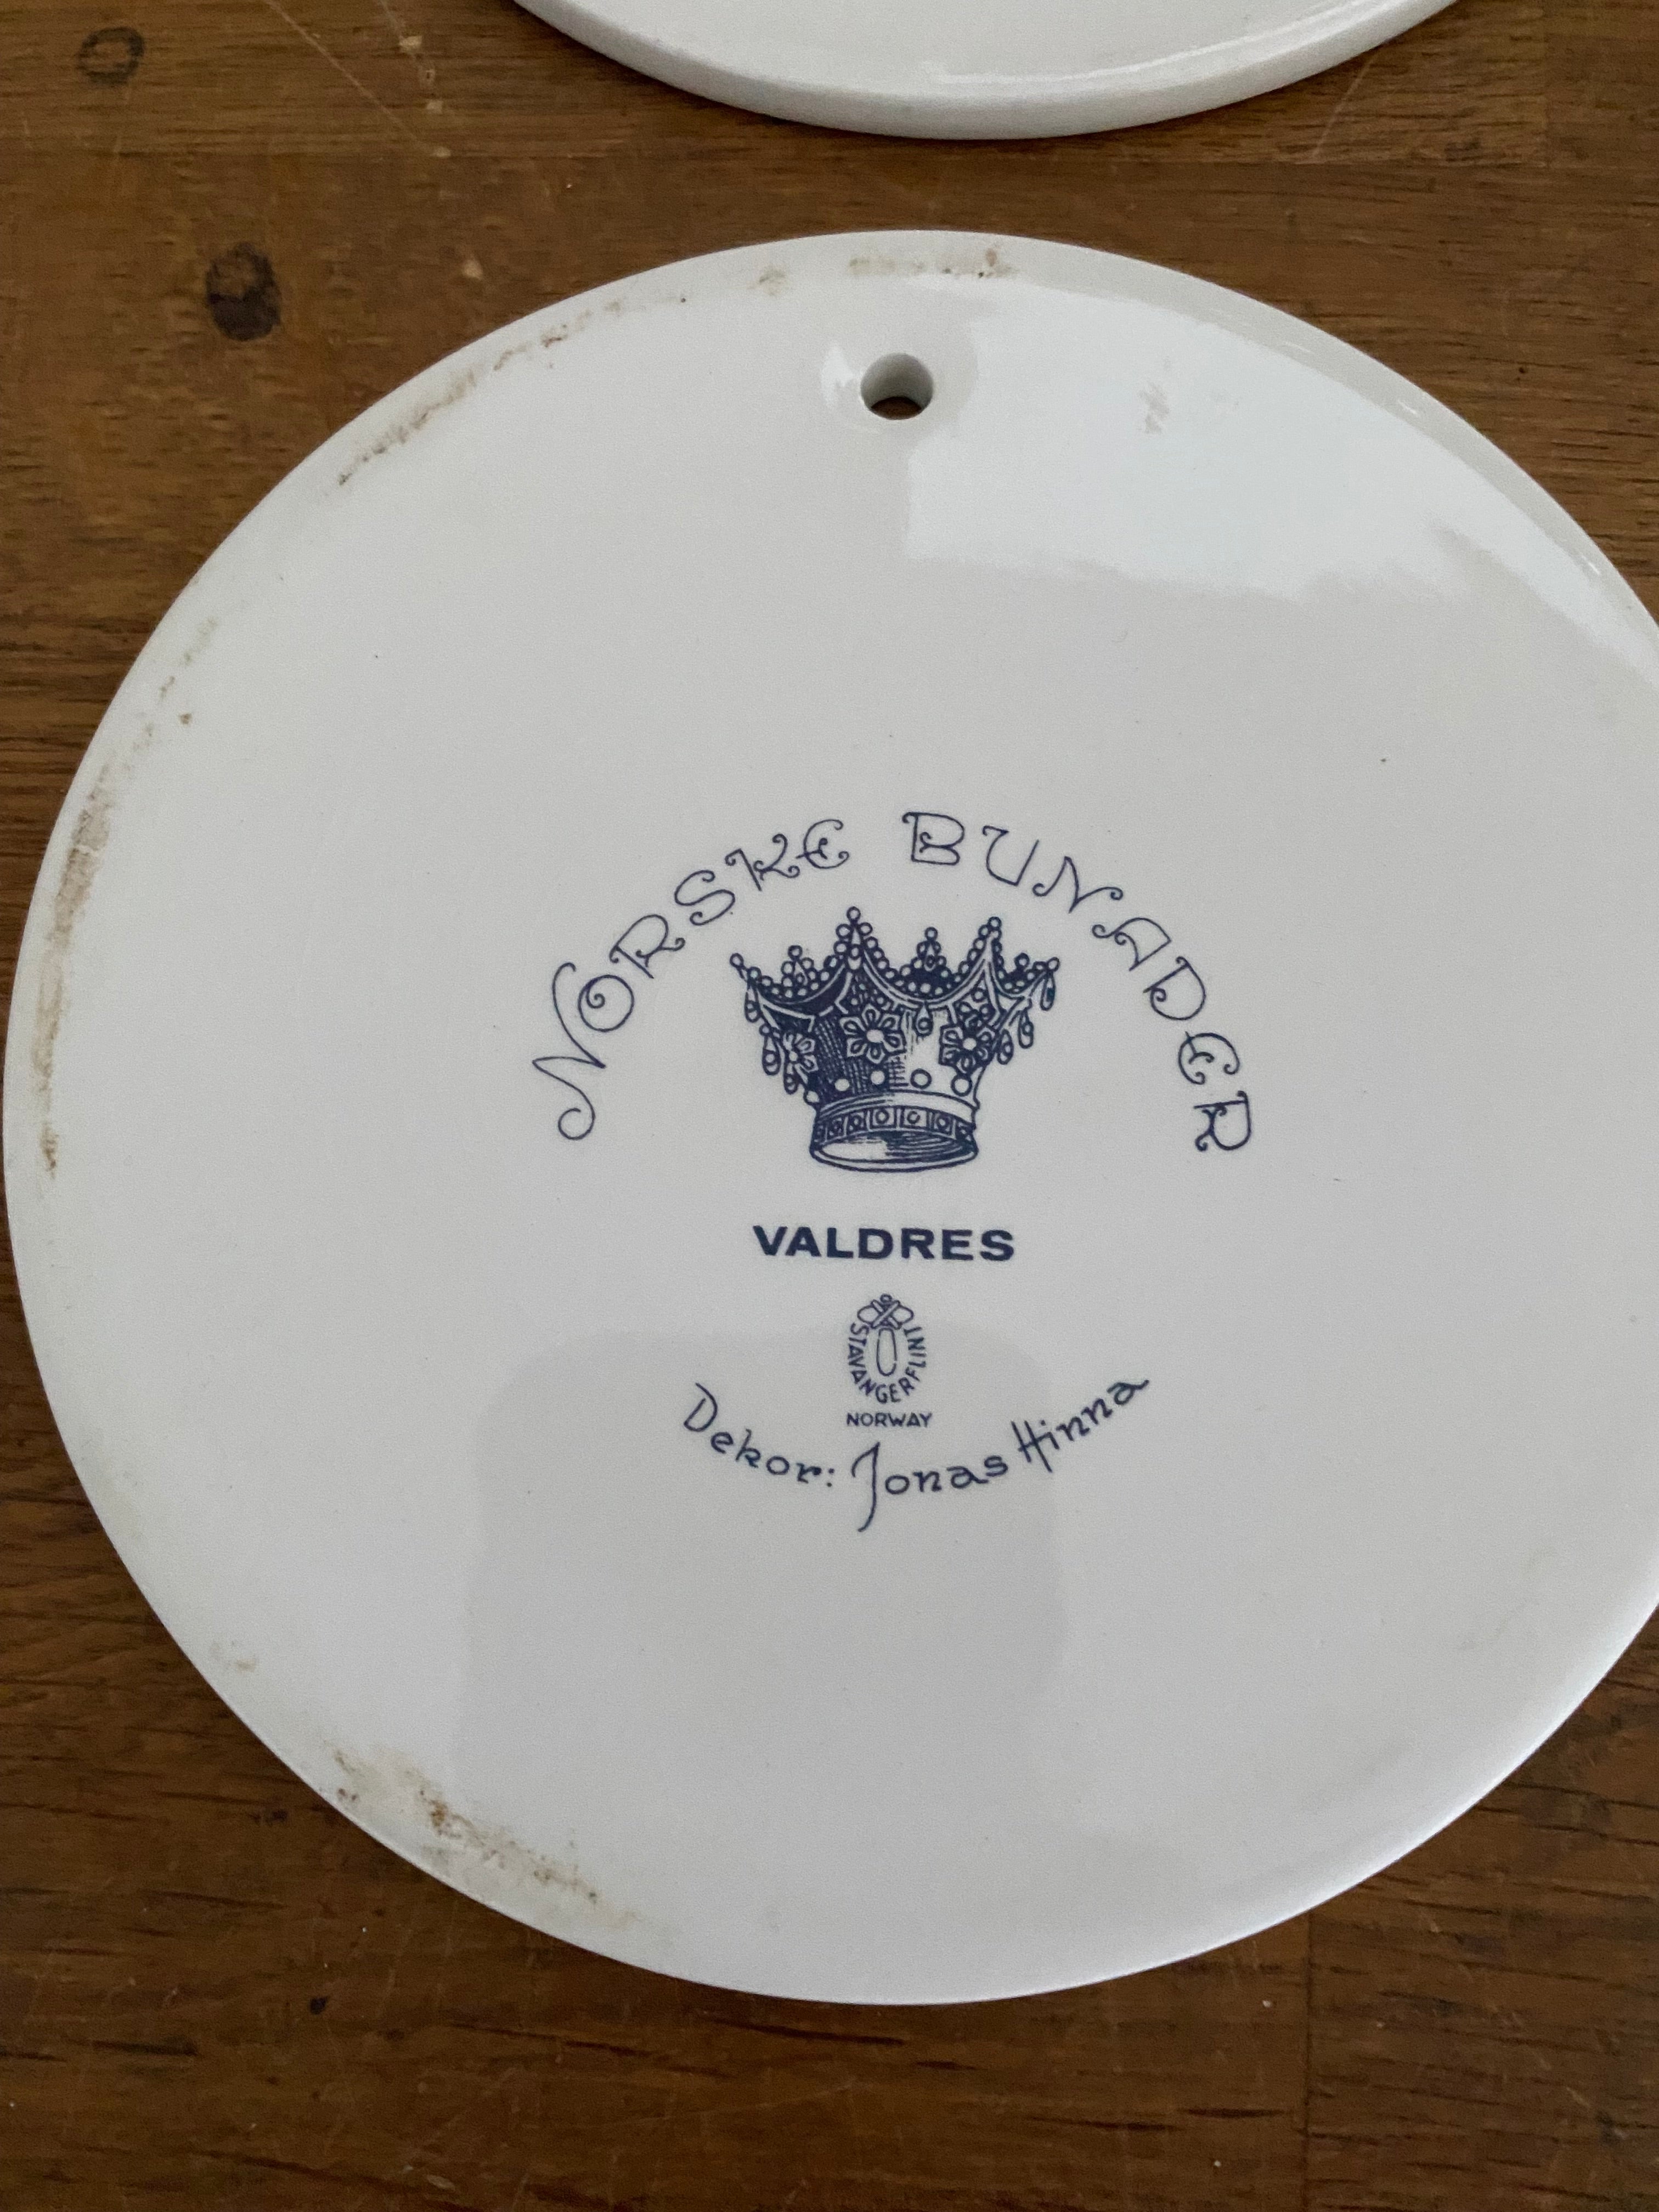 NORSKE BUNADER
VALDRES
STAVANGERFLINT
NORWAY
Dekor: Jonas Hinna